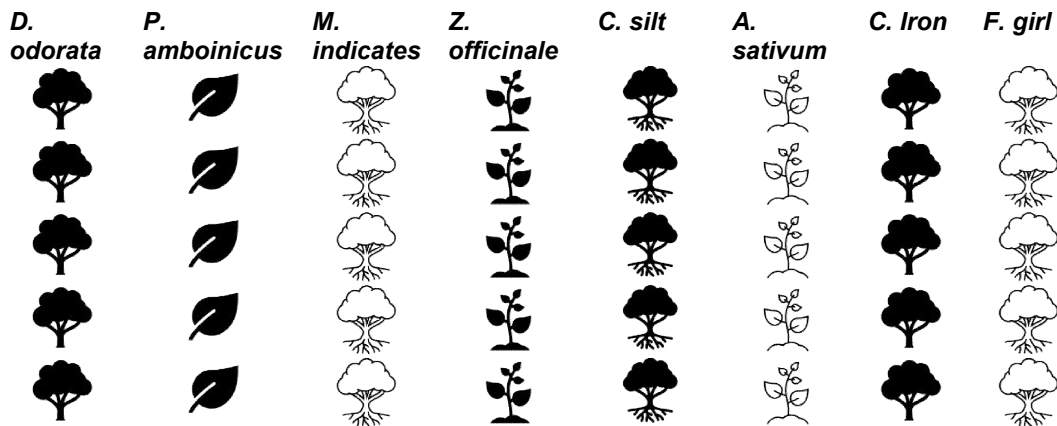 D. odorata
P. amboinicus
M. indicates
Z. officinale
C. silt
A. sativum
C. Iron
F. girl